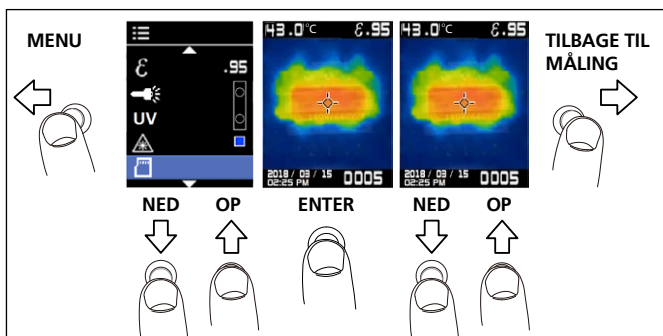 MENU
ε
.95
UV
43.0°C
ε.95
2018 / 03 / 15
02:25 PM
0005
43.0°C
ε.95
2018 / 03 / 15
02:25 PM
0005
TILBAGE TIL
MÅLING
NED
OP
ENTER
NED
OP